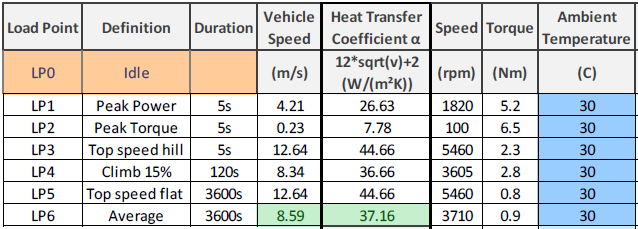 Load Point Definition Duration Vehicle Speed Heat Transfer Coefficient α Speed Torque Ambient Temperature
LP0 Idle (m/s) 12*sqrt(v)+2 (W/(m²K)) (rpm) (Nm) (C)
LP1 Peak Power 5s 4.21 26.63 1820 5.2 30
LP2 Peak Torque 5s 0.23 7.78 100 6.5 30
LP3 Top speed hill 5s 12.64 44.66 5460 2.3 30
LP4 Climb 15% 120s 8.34 36.66 3605 2.8 30
LP5 Top speed flat 3600s 12.64 44.66 5460 0.8 30
LP6 Average 3600s 8.59 37.16 3710 0.9 30